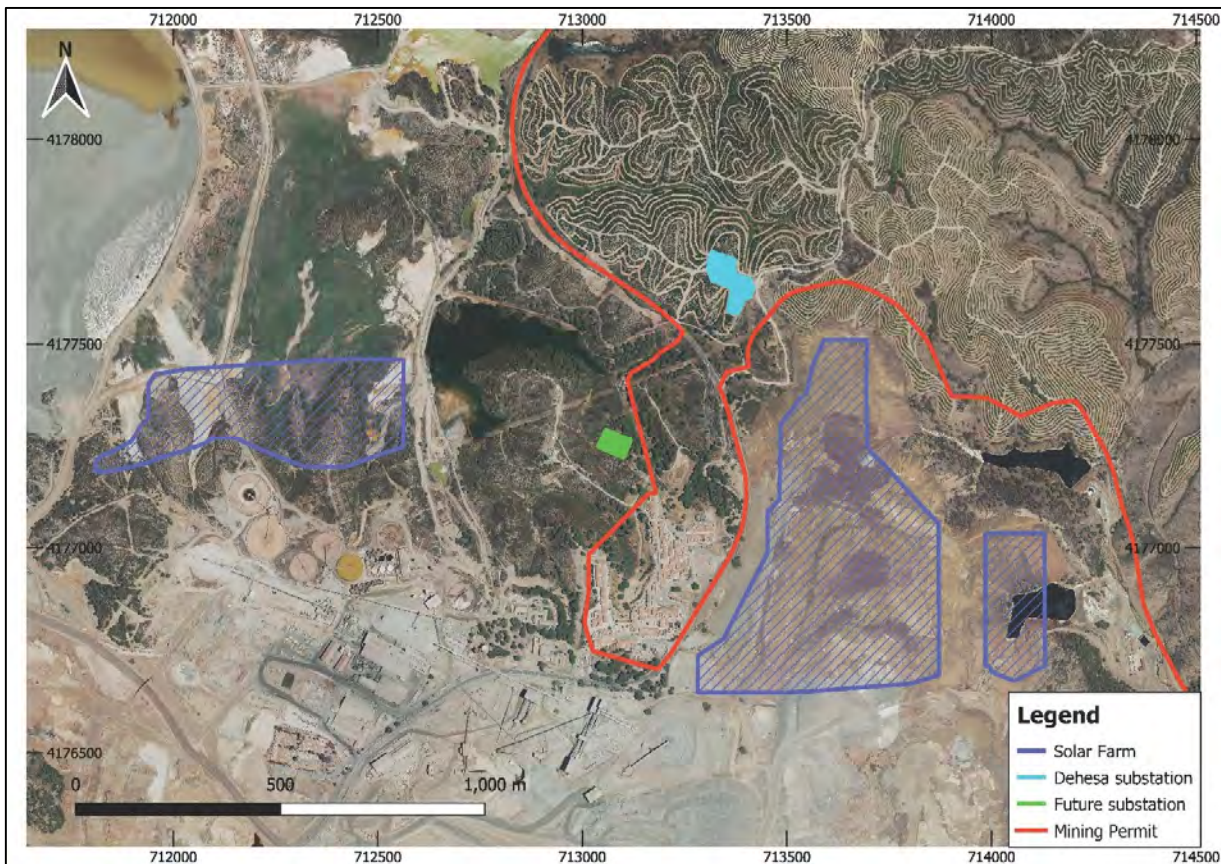 712000 712500 713000 713500 714000 714500
N
4178000 4178000
4177500 4177500
4177000 4177000
4176500
0 500 1,000 m
Legend
Solar Farm
Dehesa substation
Future substation
Mining Permit
712000 712500 713000 713500 714000 714500